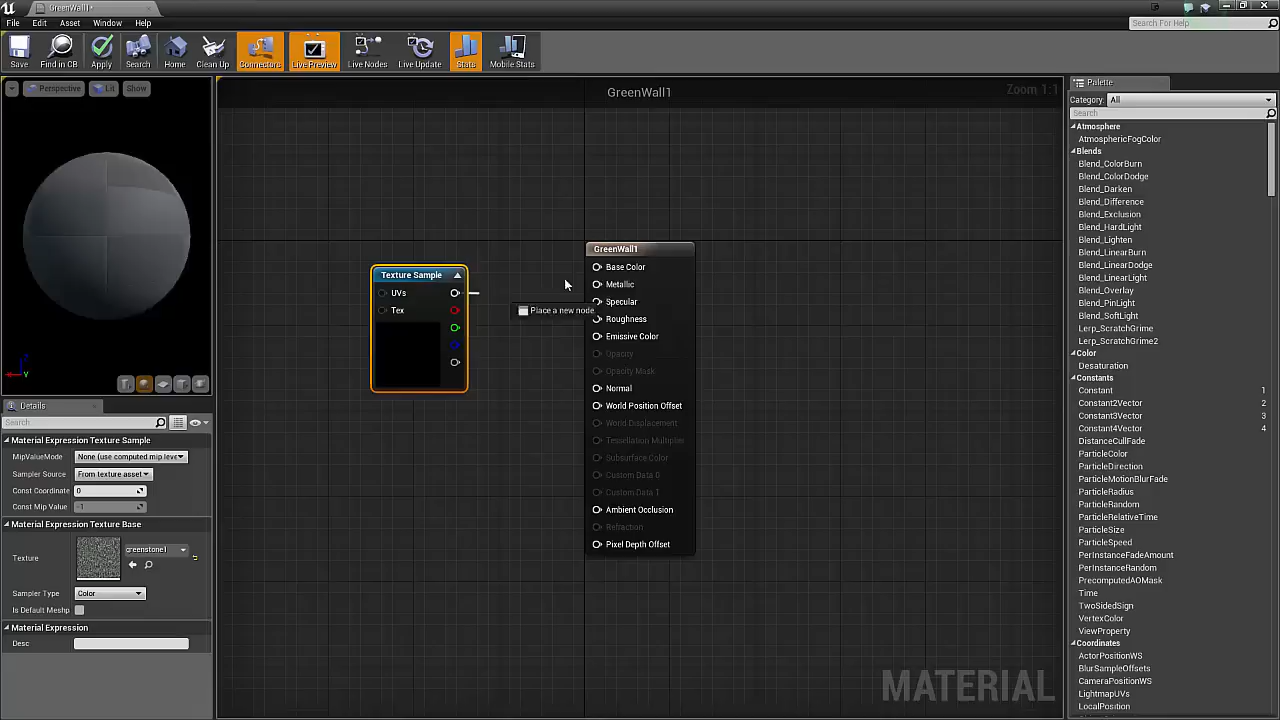 GreenWall1*
File Edit Asset Window Help
Search For Help
Save Find in CB Apply Search Home Clean Up Connectors Live Preview Live Nodes Live Update Stats Mobile Stats
Perspective Lit Show
GreenWall1
Zoom 1:1
Palette
Category: All
Search
Atmosphere
AtmosphericFogColor
Blends
Blend_ColorBurn
Blend_ColorDodge
Blend_Darken
Blend_Difference
Blend_Exclusion
Blend_HardLight
Blend_Lighten
Blend_LinearBurn
Blend_LinearDodge
Blend_LinearLight
Blend_Overlay
Blend_PinLight
Blend_SoftLight
Lerp_ScratchGrime
Lerp_ScratchGrime2
Color
Desaturation
Constants
Constant 1
Constant2Vector 2
Constant3Vector 3
Constant4Vector 4
DistanceCullFade
ParticleColor
ParticleDirection
ParticleMotionBlurFade
ParticleRadius
ParticleRandom
ParticleRelativeTime
ParticleSize
ParticleSpeed
PerInstanceFadeAmount
PerInstanceRandom
PrecomputedAOMask
Time
TwoSidedSign
VertexColor
ViewProperty
Coordinates
ActorPositionWS
BlurSampleOffsets
CameraPositionWS
LightmapUVs
LocalPosition
Texture Sample
UVs
Tex
Place a new node.
GreenWall1
Base Color
Metallic
Specular
Roughness
Emissive Color
Opacity
Opacity Mask
Normal
World Position Offset
World Displacement
Tessellation Multiplier
Subsurface Color
Custom Data 0
Custom Data 1
Ambient Occlusion
Refraction
Pixel Depth Offset
Z
Y
Details
Search
Material Expression Texture Sample
MipValueMode None (use computed mip leve
Sampler Source From texture asset
Const Coordinate 0
Const Mip Value -1
Material Expression Texture Base
Texture greenstone1
Sampler Type Color
Is Default Meshp
Material Expression
Desc
MATERIAL